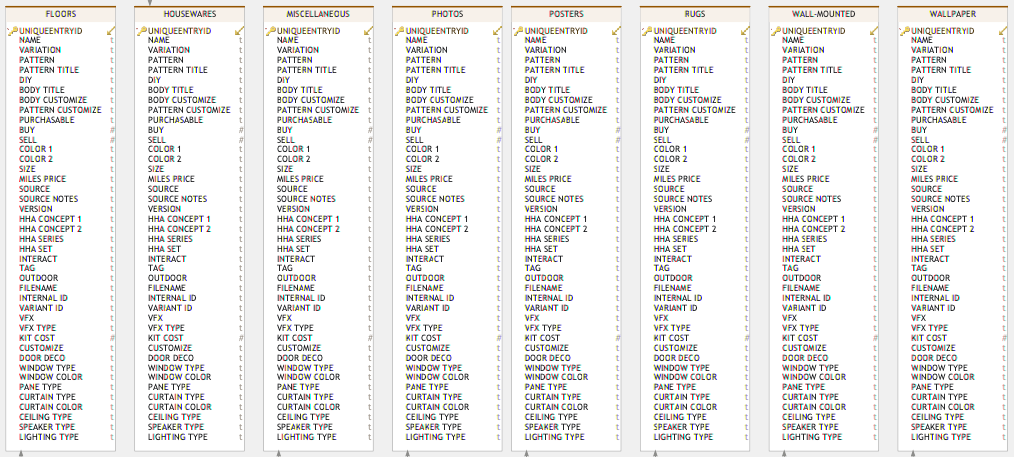 FLOORS
UNIQUEENTRYID
NAME t
VARIATION t
PATTERN t
PATTERN TITLE t
DIY t
BODY TITLE t
BODY CUSTOMIZE t
PATTERN CUSTOMIZE t
PURCHASABLE t
BUY #
SELL #
COLOR 1 t
COLOR 2 t
SIZE t
MILES PRICE t
SOURCE t
SOURCE NOTES t
VERSION t
HHA CONCEPT 1 t
HHA CONCEPT 2 t
HHA SERIES t
HHA SET t
INTERACT t
TAG t
OUTDOOR t
FILENAME t
INTERNAL ID t
VARIANT ID t
VFX t
VFX TYPE t
KIT COST #
CUSTOMIZE t
DOOR DECO t
WINDOW TYPE t
WINDOW COLOR t
PANE TYPE t
CURTAIN TYPE t
CURTAIN COLOR t
CEILING TYPE t
SPEAKER TYPE t
LIGHTING TYPE t
HOUSEWARES
UNIQUEENTRYID
NAME t
VARIATION t
PATTERN t
PATTERN TITLE t
DIY t
BODY TITLE t
BODY CUSTOMIZE t
PATTERN CUSTOMIZE t
PURCHASABLE t
BUY #
SELL #
COLOR 1 t
COLOR 2 t
SIZE t
MILES PRICE t
SOURCE t
SOURCE NOTES t
VERSION t
HHA CONCEPT 1 t
HHA CONCEPT 2 t
HHA SERIES t
HHA SET t
INTERACT t
TAG t
OUTDOOR t
FILENAME t
INTERNAL ID t
VARIANT ID t
VFX t
VFX TYPE t
KIT COST #
CUSTOMIZE t
DOOR DECO t
WINDOW TYPE t
WINDOW COLOR t
PANE TYPE t
CURTAIN TYPE t
CURTAIN COLOR t
CEILING TYPE t
SPEAKER TYPE t
LIGHTING TYPE t
MISCELLANEOUS
UNIQUEENTRYID
NAME t
VARIATION t
PATTERN t
PATTERN TITLE t
DIY t
BODY TITLE t
BODY CUSTOMIZE t
PATTERN CUSTOMIZE t
PURCHASABLE t
BUY #
SELL #
COLOR 1 t
COLOR 2 t
SIZE t
MILES PRICE t
SOURCE t
SOURCE NOTES t
VERSION t
HHA CONCEPT 1 t
HHA CONCEPT 2 t
HHA SERIES t
HHA SET t
INTERACT t
TAG t
OUTDOOR t
FILENAME t
INTERNAL ID t
VARIANT ID t
VFX t
VFX TYPE t
KIT COST #
CUSTOMIZE t
DOOR DECO t
WINDOW TYPE t
WINDOW COLOR t
PANE TYPE t
CURTAIN TYPE t
CURTAIN COLOR t
CEILING TYPE t
SPEAKER TYPE t
LIGHTING TYPE t
PHOTOS
UNIQUEENTRYID
NAME t
VARIATION t
PATTERN t
PATTERN TITLE t
DIY t
BODY TITLE t
BODY CUSTOMIZE t
PATTERN CUSTOMIZE t
PURCHASABLE t
BUY #
SELL #
COLOR 1 t
COLOR 2 t
SIZE t
MILES PRICE t
SOURCE t
SOURCE NOTES t
VERSION t
HHA CONCEPT 1 t
HHA CONCEPT 2 t
HHA SERIES t
HHA SET t
INTERACT t
TAG t
OUTDOOR t
FILENAME t
INTERNAL ID t
VARIANT ID t
VFX t
VFX TYPE t
KIT COST #
CUSTOMIZE t
DOOR DECO t
WINDOW TYPE t
WINDOW COLOR t
PANE TYPE t
CURTAIN TYPE t
CURTAIN COLOR t
CEILING TYPE t
SPEAKER TYPE t
LIGHTING TYPE t
POSTERS
UNIQUEENTRYID
NAME t
VARIATION t
PATTERN t
PATTERN TITLE t
DIY t
BODY TITLE t
BODY CUSTOMIZE t
PATTERN CUSTOMIZE t
PURCHASABLE t
BUY #
SELL #
COLOR 1 t
COLOR 2 t
SIZE t
MILES PRICE t
SOURCE t
SOURCE NOTES t
VERSION t
HHA CONCEPT 1 t
HHA CONCEPT 2 t
HHA SERIES t
HHA SET t
INTERACT t
TAG t
OUTDOOR t
FILENAME t
INTERNAL ID t
VARIANT ID t
VFX t
VFX TYPE t
KIT COST #
CUSTOMIZE t
DOOR DECO t
WINDOW TYPE t
WINDOW COLOR t
PANE TYPE t
CURTAIN TYPE t
CURTAIN COLOR t
CEILING TYPE t
SPEAKER TYPE t
LIGHTING TYPE t
RUGS
UNIQUEENTRYID
NAME t
VARIATION t
PATTERN t
PATTERN TITLE t
DIY t
BODY TITLE t
BODY CUSTOMIZE t
PATTERN CUSTOMIZE t
PURCHASABLE t
BUY #
SELL #
COLOR 1 t
COLOR 2 t
SIZE t
MILES PRICE t
SOURCE t
SOURCE NOTES t
VERSION t
HHA CONCEPT 1 t
HHA CONCEPT 2 t
HHA SERIES t
HHA SET t
INTERACT t
TAG t
OUTDOOR t
FILENAME t
INTERNAL ID t
VARIANT ID t
VFX t
VFX TYPE t
KIT COST #
CUSTOMIZE t
DOOR DECO t
WINDOW TYPE t
WINDOW COLOR t
PANE TYPE t
CURTAIN TYPE t
CURTAIN COLOR t
CEILING TYPE t
SPEAKER TYPE t
LIGHTING TYPE t
WALL-MOUNTED
UNIQUEENTRYID
NAME t
VARIATION t
PATTERN t
PATTERN TITLE t
DIY t
BODY TITLE t
BODY CUSTOMIZE t
PATTERN CUSTOMIZE t
PURCHASABLE t
BUY #
SELL #
COLOR 1 t
COLOR 2 t
SIZE t
MILES PRICE t
SOURCE t
SOURCE NOTES t
VERSION t
HHA CONCEPT 1 t
HHA CONCEPT 2 t
HHA SERIES t
HHA SET t
INTERACT t
TAG t
OUTDOOR t
FILENAME t
INTERNAL ID t
VARIANT ID t
VFX t
VFX TYPE t
KIT COST #
CUSTOMIZE t
DOOR DECO t
WINDOW TYPE t
WINDOW COLOR t
PANE TYPE t
CURTAIN TYPE t
CURTAIN COLOR t
CEILING TYPE t
SPEAKER TYPE t
LIGHTING TYPE t
WALLPAPER
UNIQUEENTRYID
NAME t
VARIATION t
PATTERN t
PATTERN TITLE t
DIY t
BODY TITLE t
BODY CUSTOMIZE t
PATTERN CUSTOMIZE t
PURCHASABLE t
BUY #
SELL #
COLOR 1 t
COLOR 2 t
SIZE t
MILES PRICE t
SOURCE t
SOURCE NOTES t
VERSION t
HHA CONCEPT 1 t
HHA CONCEPT 2 t
HHA SERIES t
HHA SET t
INTERACT t
TAG t
OUTDOOR t
FILENAME t
INTERNAL ID t
VARIANT ID t
VFX t
VFX TYPE t
KIT COST #
CUSTOMIZE t
DOOR DECO t
WINDOW TYPE t
WINDOW COLOR t
PANE TYPE t
CURTAIN TYPE t
CURTAIN COLOR t
CEILING TYPE t
SPEAKER TYPE t
LIGHTING TYPE t